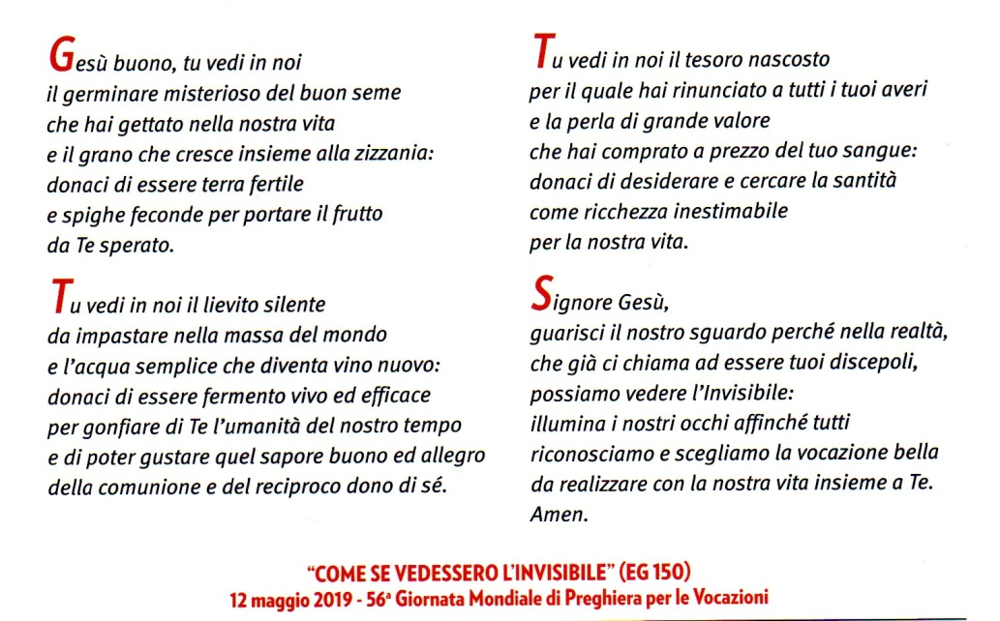 Gesù buono, tu vedi in noi
il germinare misterioso del buon seme
che hai gettato nella nostra vita
e il grano che cresce insieme alla zizzania:
donaci di essere terra fertile
e spighe feconde per portare il frutto
da Te sperato.
Tu vedi in noi il lievito silente
da impastare nella massa del mondo
e l'acqua semplice che diventa vino nuovo:
donaci di essere fermento vivo ed efficace
per gonfiare di Te l'umanità del nostro tempo
e di poter gustare quel sapore buono ed allegro
della comunione e del reciproco dono di sé.
Tu vedi in noi il tesoro nascosto
per il quale hai rinunciato a tutti i tuoi averi
e la perla di grande valore
che hai comprato a prezzo del tuo sangue:
donaci di desiderare e cercare la santità
come ricchezza inestimabile
per la nostra vita.
Signore Gesù,
guarisci il nostro sguardo perché nella realtà,
che già ci chiama ad essere tuoi discepoli,
possiamo vedere l'Invisibile:
illumina i nostri occhi affinché tutti
riconosciamo e scegliamo la vocazione bella
da realizzare con la nostra vita insieme a Te.
Amen.
“COME SE VEDESSERO L'INVISIBILE” (EG 150)
12 maggio 2019 - 56ª Giornata Mondiale di Preghiera per le Vocazioni